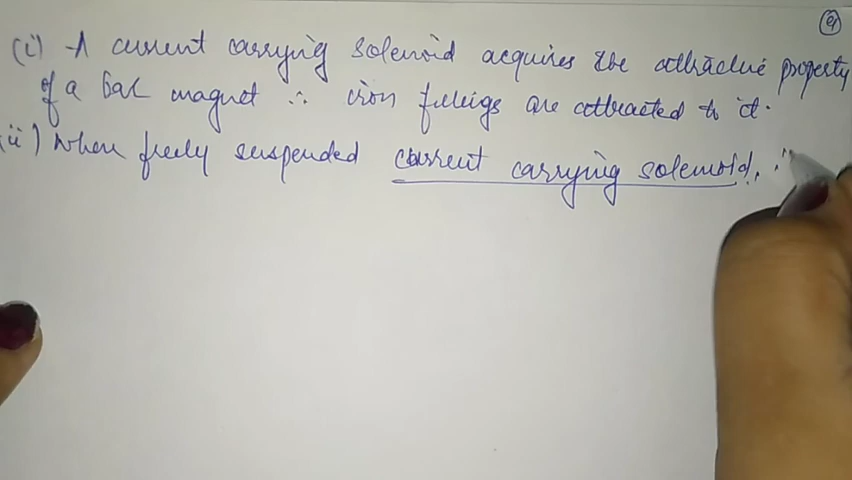 (i) A current carrying solenoid acquires the attractive property
of a bar magnet ∴ iron fillings are attracted to it.
(ii) When freely suspended current carrying solenoid,